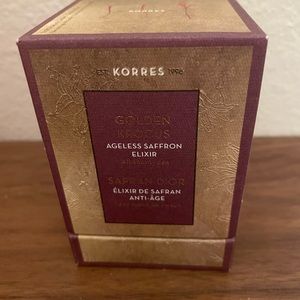 EST. KORRES 1996
GOLDEN
KROCUS
AGELESS SAFFRON
ELIXIR
SAFRAN D'OR
ÉLIXIR DE SAFRAN
ANTI-ÂGE